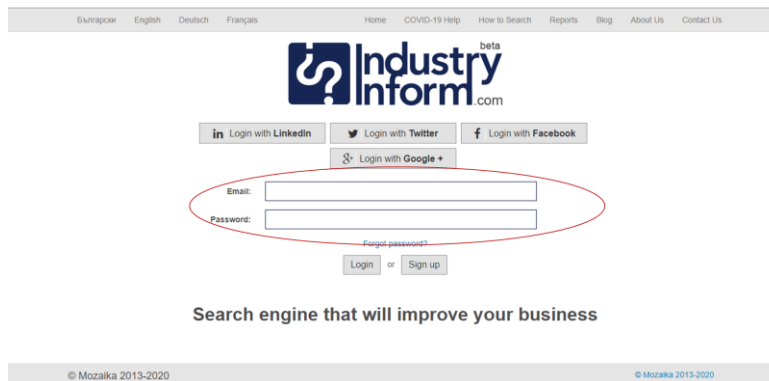 Български English Deutsch Français Home COVID-19 Help How to Search Reports Blog About Us Contact Us
beta
Industry
Inform.com
in Login with LinkedIn Login with Twitter f Login with Facebook
g+ Login with Google +
Email:
Password:
Forgot password?
Login or Sign up
Search engine that will improve your business
© Mozaika 2013-2020 © Mozaika 2013-2020